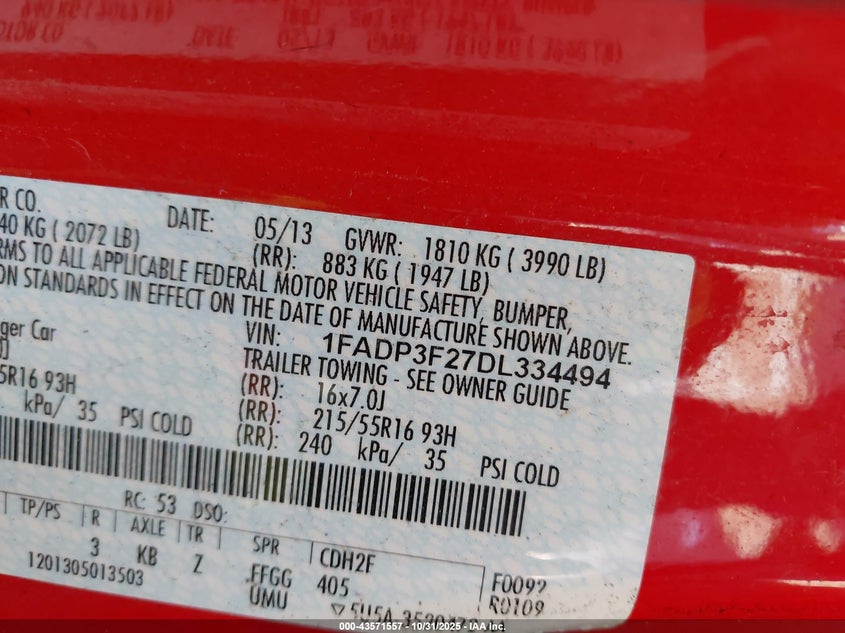 R CO.
DATE: 05/13 GVWR: 1810 KG ( 3990 LB)
40 KG ( 2072 LB) (RR): 883 KG ( 1947 LB)
RMS TO ALL APPLICABLE FEDERAL MOTOR VEHICLE SAFETY, BUMPER,
ON STANDARDS IN EFFECT ON THE DATE OF MANUFACTURE SHOWN ABOVE.
nger Car VIN: 1FADP3F27DL334494
0J TRAILER TOWING - SEE OWNER GUIDE
(RR): 16x7.0J
5R16 93H (RR): 215/55R16 93H
kPa/ 35 PSI COLD (RR): 240 kPa/ 35 PSI COLD
RC: 53 DSO:
TP/PS R AXLE TR SPR CDH2F
3 KB Z .FFGG 405 F0099
1201305013503 UMU R0109
000-43571557 - 10/31/2025 - IAA Inc.